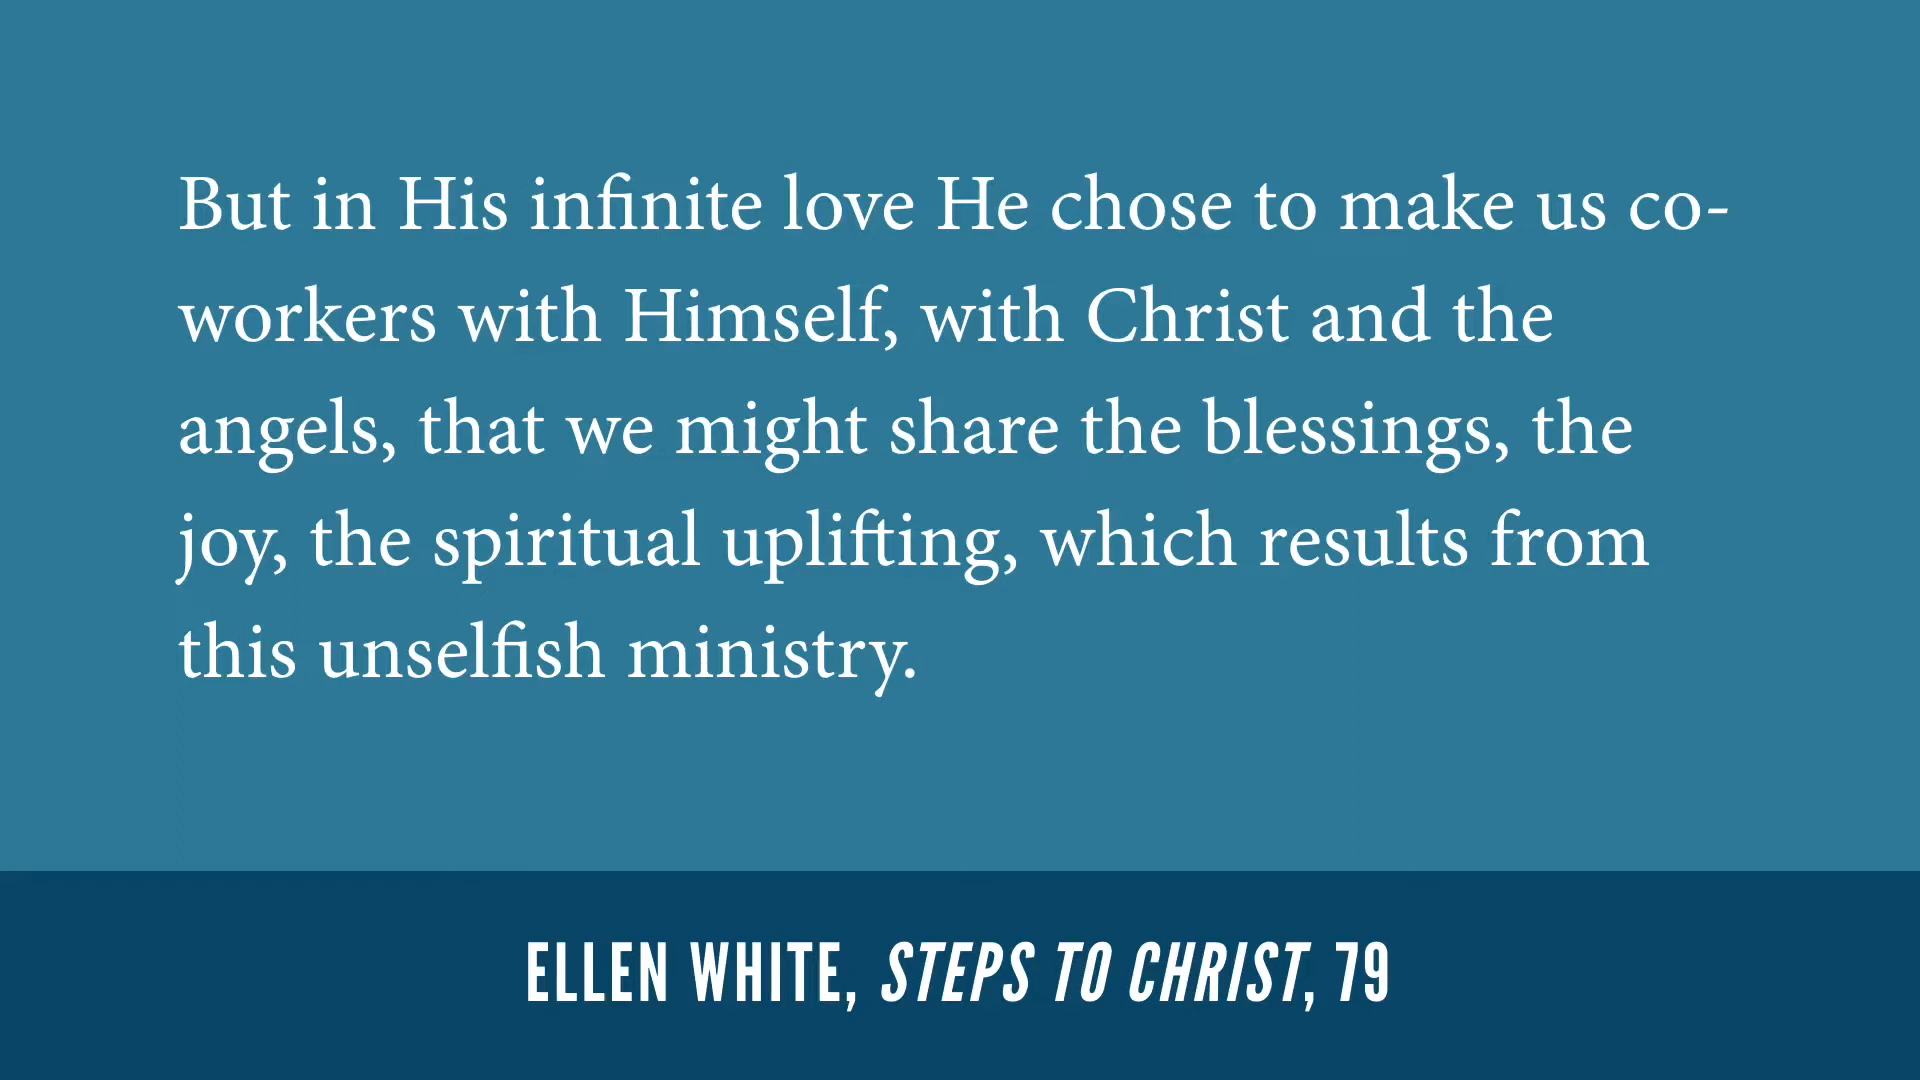 But in His infinite love He chose to make us co-
workers with Himself, with Christ and the
angels, that we might share the blessings, the
joy, the spiritual uplifting, which results from
this unselfish ministry.
ELLEN WHITE, STEPS TO CHRIST, 79